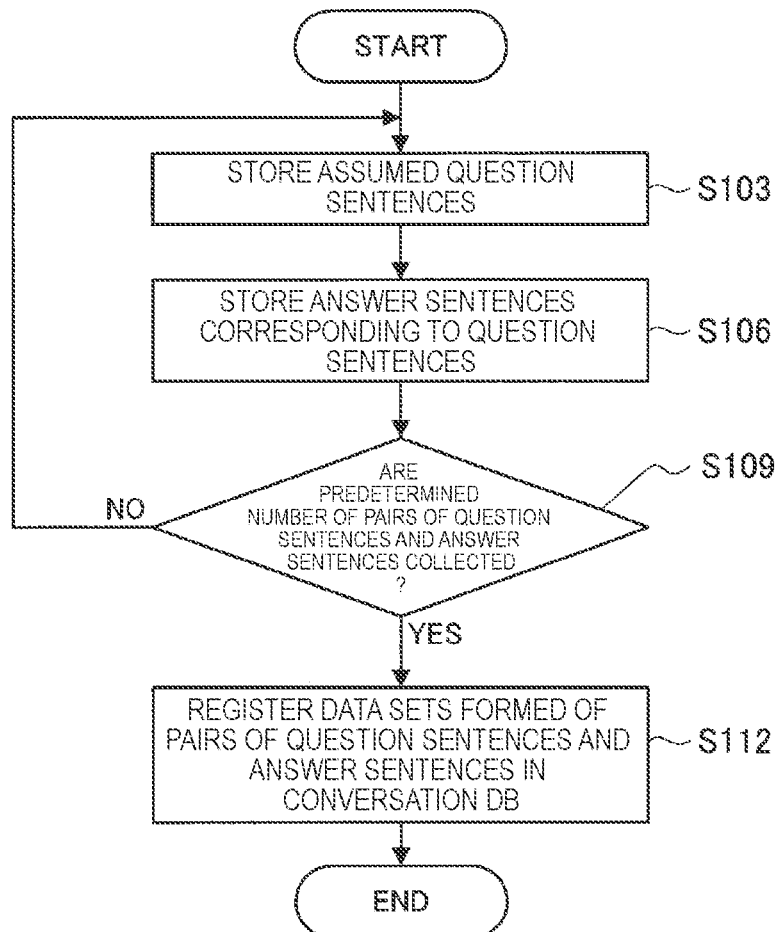 START
STORE ASSUMED QUESTION
SENTENCES
S103
STORE ANSWER SENTENCES
CORRESPONDING TO QUESTION
SENTENCES
S106
ARE
PREDETERMINED
NUMBER OF PAIRS OF QUESTION
SENTENCES AND ANSWER
SENTENCES COLLECTED
?
S109
NO
YES
REGISTER DATA SETS FORMED OF
PAIRS OF QUESTION SENTENCES AND
ANSWER SENTENCES IN
CONVERSATION DB
S112
END